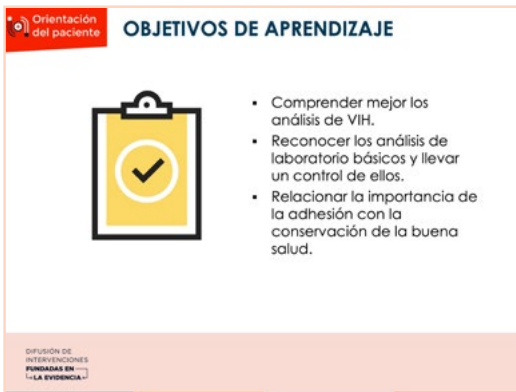 Orientación
del paciente
OBJETIVOS DE APRENDIZAJE
▪ Comprender mejor los
análisis de VIH.
▪ Reconocer los análisis de
laboratorio básicos y llevar
un control de ellos.
▪ Relacionar la importancia de
la adhesión con la
conservación de la buena
salud.
DIFUSIÓN DE
INTERVENCIONES
FUNDADAS EN
LA EVIDENCIA